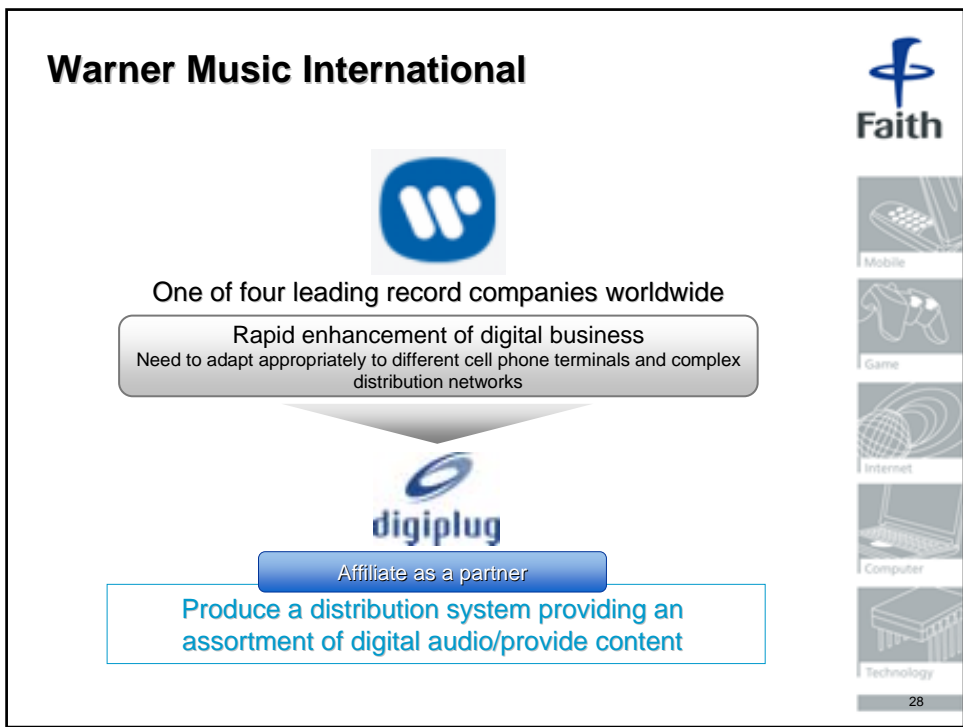 Warner Music International
Faith
One of four leading record companies worldwide
Rapid enhancement of digital business
Need to adapt appropriately to different cell phone terminals and complex
distribution networks
digiplug
Affiliate as a partner
Produce a distribution system providing an
assortment of digital audio/provide content
Mobile
Game
Internet
Computer
Technology
28